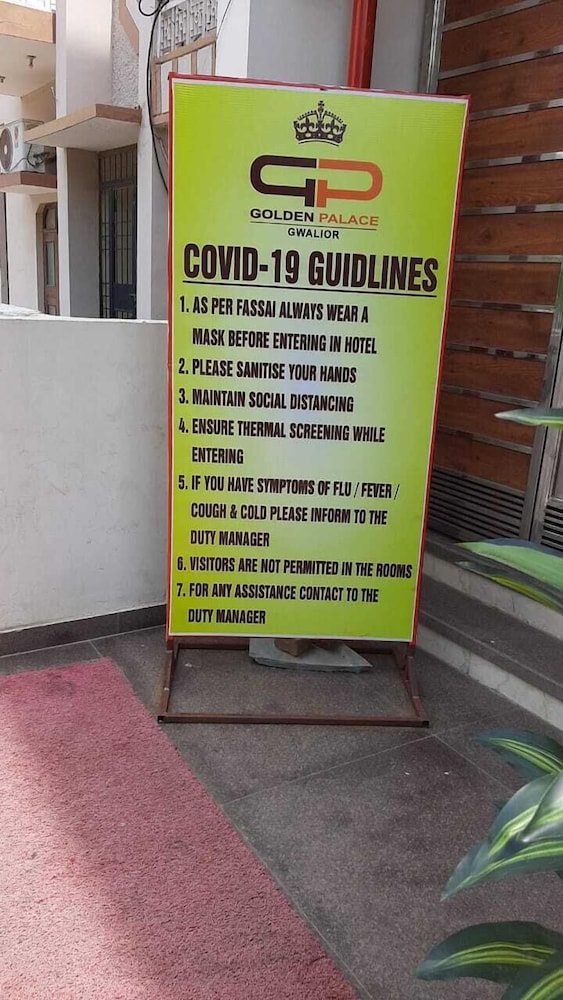 GOLDEN PALACE
GWALIOR
COVID-19 GUIDLINES
1. AS PER FASSAI ALWAYS WEAR A
MASK BEFORE ENTERING IN HOTEL
2. PLEASE SANITISE YOUR HANDS
3. MAINTAIN SOCIAL DISTANCING
4. ENSURE THERMAL SCREENING WHILE
ENTERING
5. IF YOU HAVE SYMPTOMS OF FLU / FEVER /
COUGH & COLD PLEASE INFORM TO THE
DUTY MANAGER
6. VISITORS ARE NOT PERMITTED IN THE ROOMS
7. FOR ANY ASSISTANCE CONTACT TO THE
DUTY MANAGER